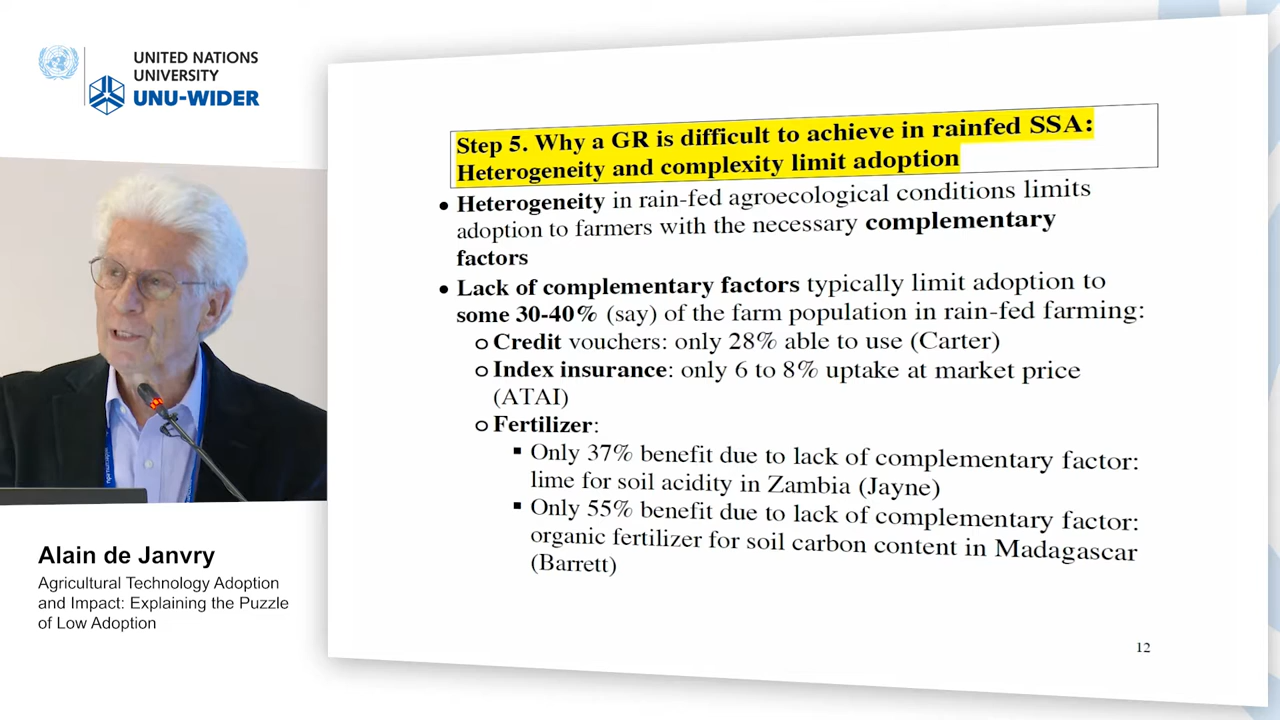 UNITED NATIONS
UNIVERSITY
UNU-WIDER
Step 5. Why a GR is difficult to achieve in rainfed SSA:
Heterogeneity and complexity limit adoption
• Heterogeneity in rain-fed agroecological conditions limits
adoption to farmers with the necessary complementary
factors
• Lack of complementary factors typically limit adoption to
some 30-40% (say) of the farm population in rain-fed farming:
o Credit vouchers: only 28% able to use (Carter)
o Index insurance: only 6 to 8% uptake at market price
(ATAI)
o Fertilizer:
▪ Only 37% benefit due to lack of complementary factor:
lime for soil acidity in Zambia (Jayne)
▪ Only 55% benefit due to lack of complementary factor:
organic fertilizer for soil carbon content in Madagascar
(Barrett)
12
Alain de Janvry
Agricultural Technology Adoption
and Impact: Explaining the Puzzle
of Low Adoption